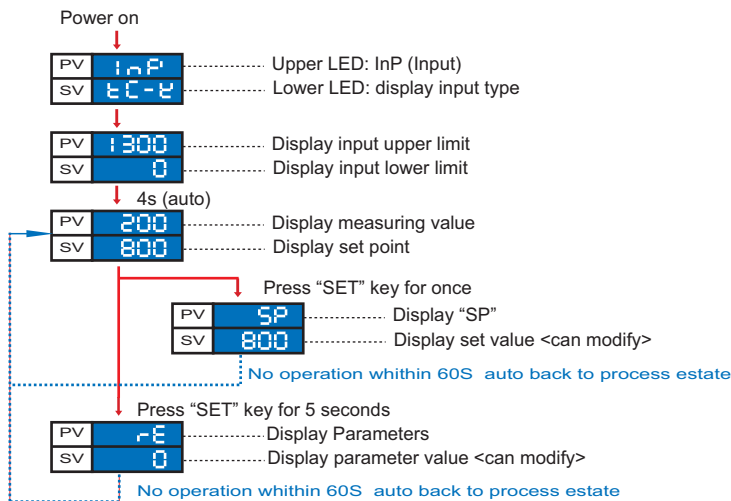 Power on
PV InP Upper LED: InP (Input)
SV tC-K Lower LED: display input type
PV 1300 Display input upper limit
SV 0 Display input lower limit
4s (auto)
PV 200 Display measuring value
SV 800 Display set point
Press “SET” key for once
PV SP Display “SP”
SV 800 Display set value <can modify>
No operation whithin 60S auto back to process estate
Press “SET” key for 5 seconds
PV rE Display Parameters
SV 0 Display parameter value <can modify>
No operation whithin 60S auto back to process estate